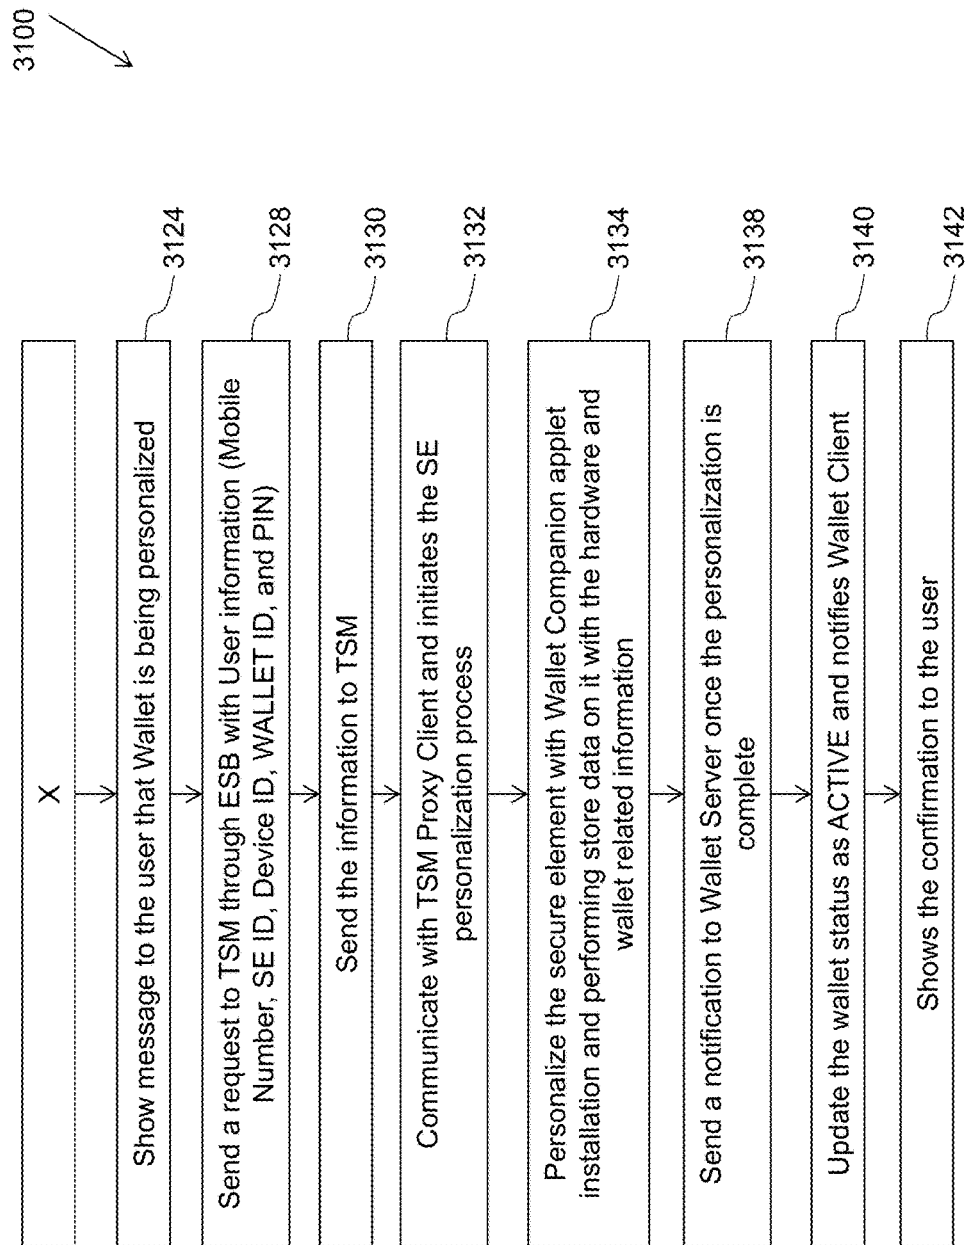 3100
X
Show message to the user that Wallet is being personalized
3124
Send a request to TSM through ESB with User information (Mobile
Number, SE ID, Device ID, WALLET ID, and PIN)
3128
Send the information to TSM
3130
Communicate with TSM Proxy Client and initiates the SE
personalization process
3132
Personalize the secure element with Wallet Companion applet
installation and performing store data on it with the hardware and
wallet related information
3134
Send a notification to Wallet Server once the personalization is
complete
3138
Update the wallet status as ACTIVE and notifies Wallet Client
3140
Shows the confirmation to the user
3142